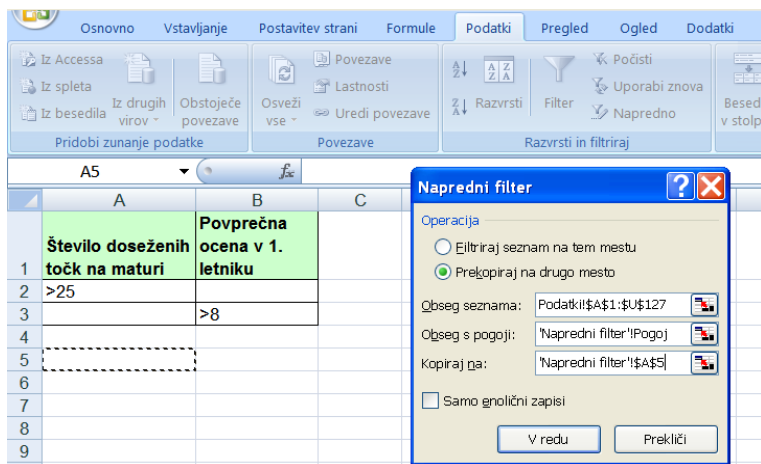 Osnovno Vstavljanje Postavitev strani Formule Podatki Pregled Ogled Dodatki
Iz Accessa
Iz spleta
Iz besedila
Iz drugih virov
Obstoječe povezave
Pridobi zunanje podatke
Osveži vse
Povezave
Lastnosti
Uredi povezave
Povezave
Razvrsti
Filter
Počisti
Uporabi znova
Napredno
Razvrsti in filtriraj
Besed
v stolp
A5 fx
A B C
1 Število doseženih točk na maturi Povprečna ocena v 1. letniku
2 >25
3 >8
4
5
6
7
8
9
Napredni filter
Operacija
Filtriraj seznam na tem mestu
Prekopiraj na drugo mesto
Obseg seznama: Podatki!$A$1:$U$127
Obseg s pogoji: 'Napredni filter'!Pogoj
Kopiraj na: 'Napredni filter'!$A$5
Samo enolični zapisi
V redu Prekliči